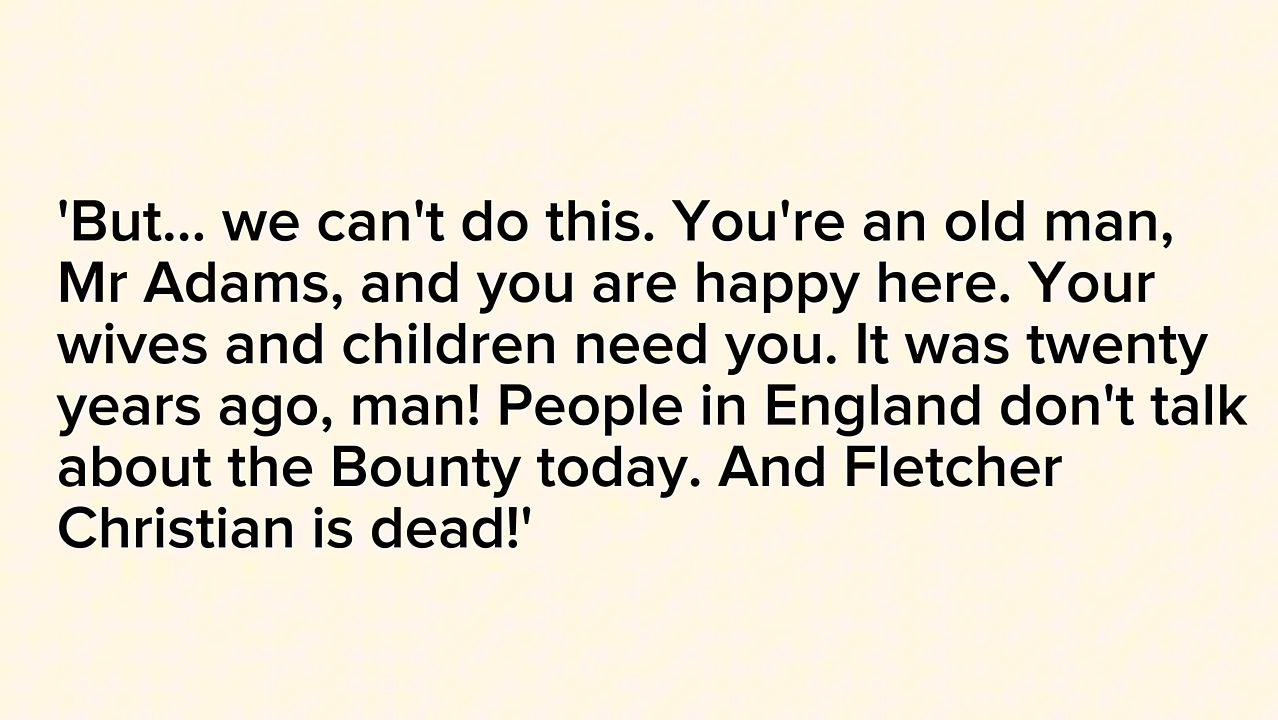 'But... we can't do this. You're an old man,
Mr Adams, and you are happy here. Your
wives and children need you. It was twenty
years ago, man! People in England don't talk
about the Bounty today. And Fletcher
Christian is dead!'